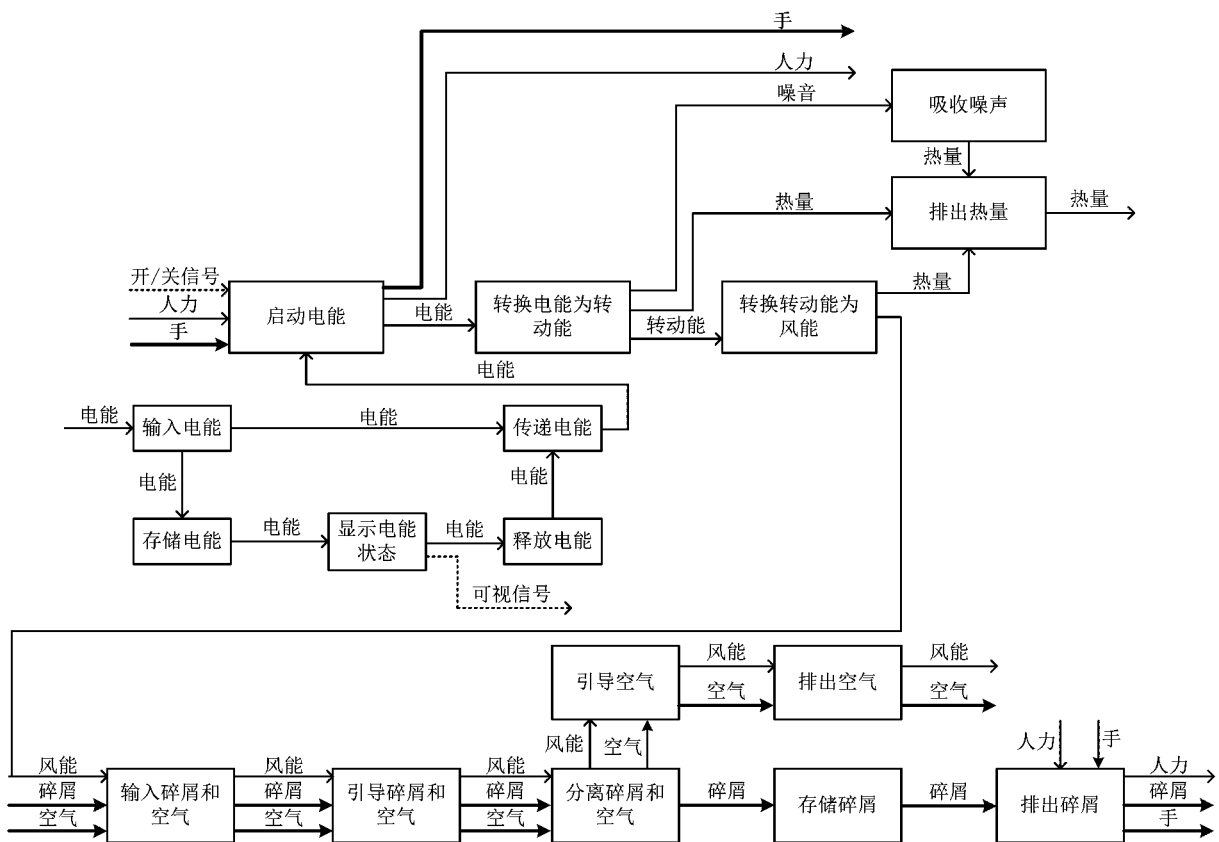 手
人力
噪音
吸收噪声
热量
热量
排出热量
热量
开/关信号
人力
手
启动电能
电能
转换电能为转
动能
转动能
转换转动能为
风能
热量
电能
电能
输入电能
电能
传递电能
电能
电能
存储电能
电能
显示电能
状态
电能
释放电能
可视信号
引导空气
风能
空气
排出空气
风能
空气
风能
空气
人力
手
风能
碎屑
空气
输入碎屑和
空气
风能
碎屑
空气
引导碎屑和
空气
风能
碎屑
空气
分离碎屑和
空气
碎屑
存储碎屑
碎屑
排出碎屑
人力
碎屑
手